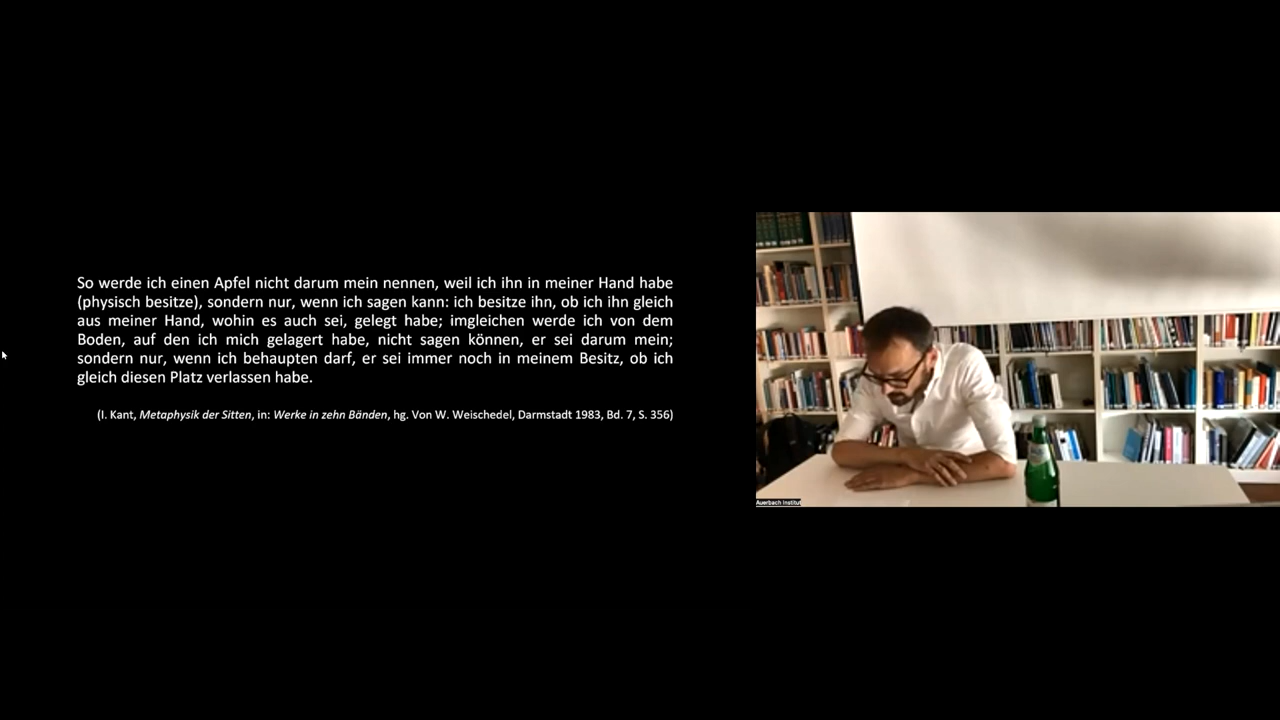 So werde ich einen Apfel nicht darum mein nennen, weil ich ihn in meiner Hand habe
(physisch besitze), sondern nur, wenn ich sagen kann: ich besitze ihn, ob ich ihn gleich
aus meiner Hand, wohin es auch sei, gelegt habe; imgleichen werde ich von dem
Boden, auf den ich mich gelagert habe, nicht sagen können, er sei darum mein;
sondern nur, wenn ich behaupten darf, er sei immer noch in meinem Besitz, ob ich
gleich diesen Platz verlassen habe.
(I. Kant, Metaphysik der Sitten, in: Werke in zehn Bänden, hg. Von W. Weischedel, Darmstadt 1983, Bd. 7, S. 356)
Auerbach Institut